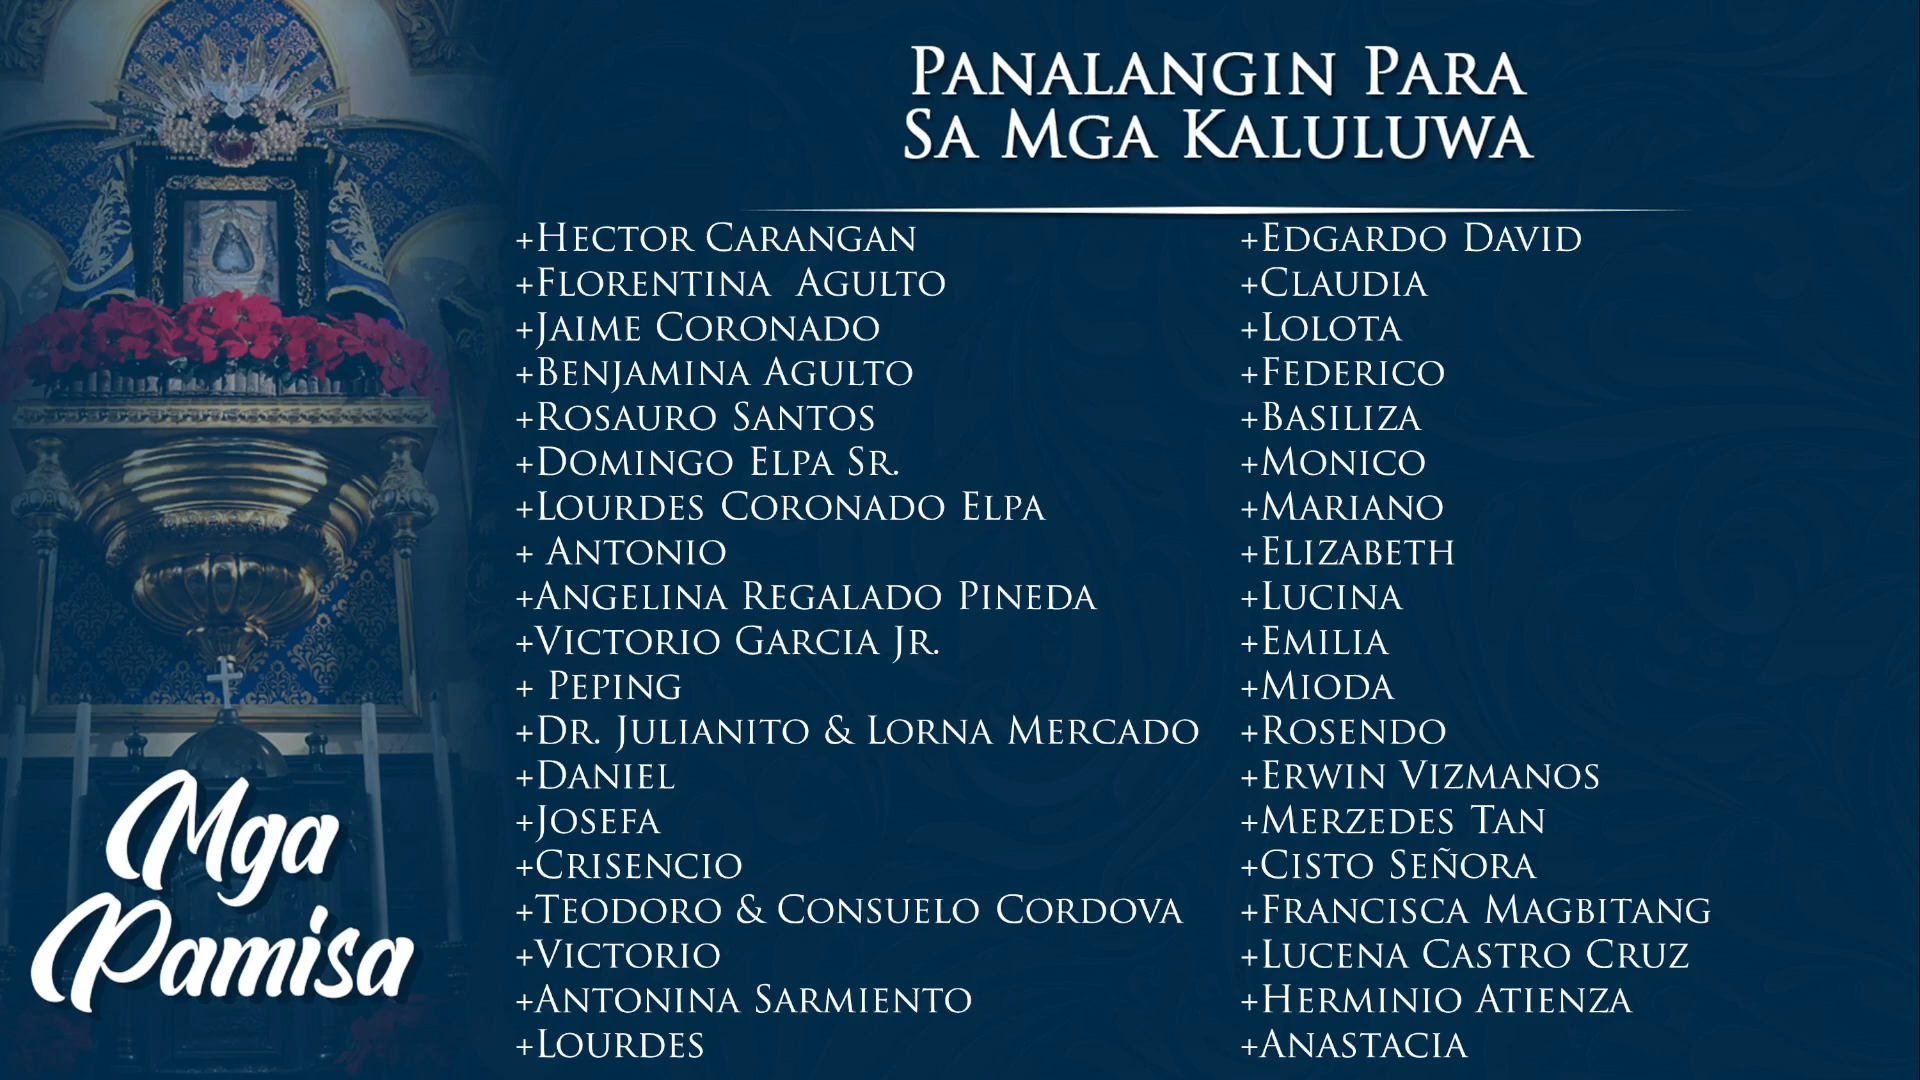 Panalangin Para
Sa Mga Kaluluwa
+Hector Carangan
+Florentina  Agulto
+Jaime Coronado
+Benjamina Agulto
+Rosauro Santos
+Domingo Elpa Sr.
+Lourdes Coronado Elpa
+ Antonio
+Angelina Regalado Pineda
+Victorio Garcia Jr.
+ Peping
+Dr. Julianito & Lorna Mercado
+Daniel
+Josefa
+Crisencio
+Teodoro & Consuelo Cordova
+Victorio
+Antonina Sarmiento
+Lourdes
+Edgardo David
+Claudia
+Lolota
+Federico
+Basiliza
+Monico
+Mariano
+Elizabeth
+Lucina
+Emilia
+Mioda
+Rosendo
+Erwin Vizmanos
+Merzedes Tan
+Cisto Señora
+Francisca Magbitang
+Lucena Castro Cruz
+Herminio Atienza
+Anastacia
Mga
Pamisa